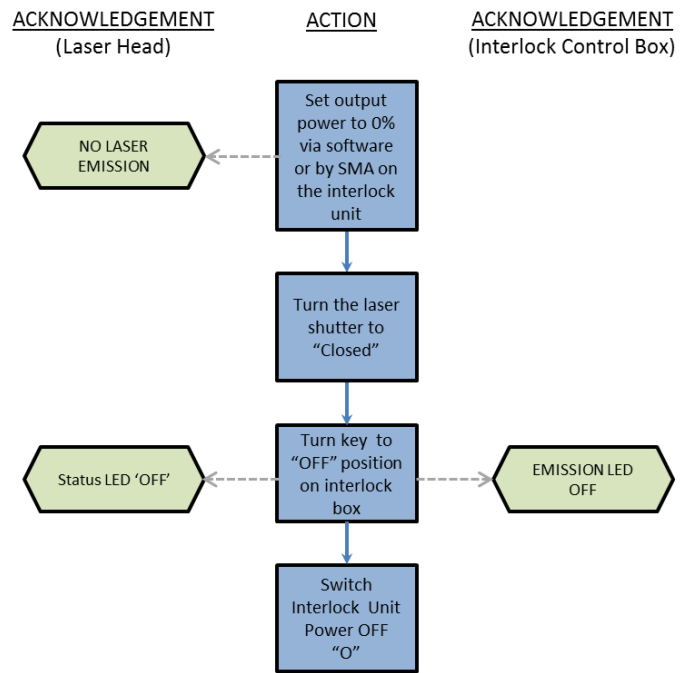 ACKNOWLEDGEMENT
(Laser Head)
ACTION
ACKNOWLEDGEMENT
(Interlock Control Box)
Set output
power to 0%
via software
or by SMA on
the interlock
unit
NO LASER
EMISSION
Turn the laser
shutter to
“Closed”
Turn key to
“OFF” position
on interlock
box
Status LED ‘OFF’
EMISSION LED
OFF
Switch
Interlock Unit
Power OFF
“O”